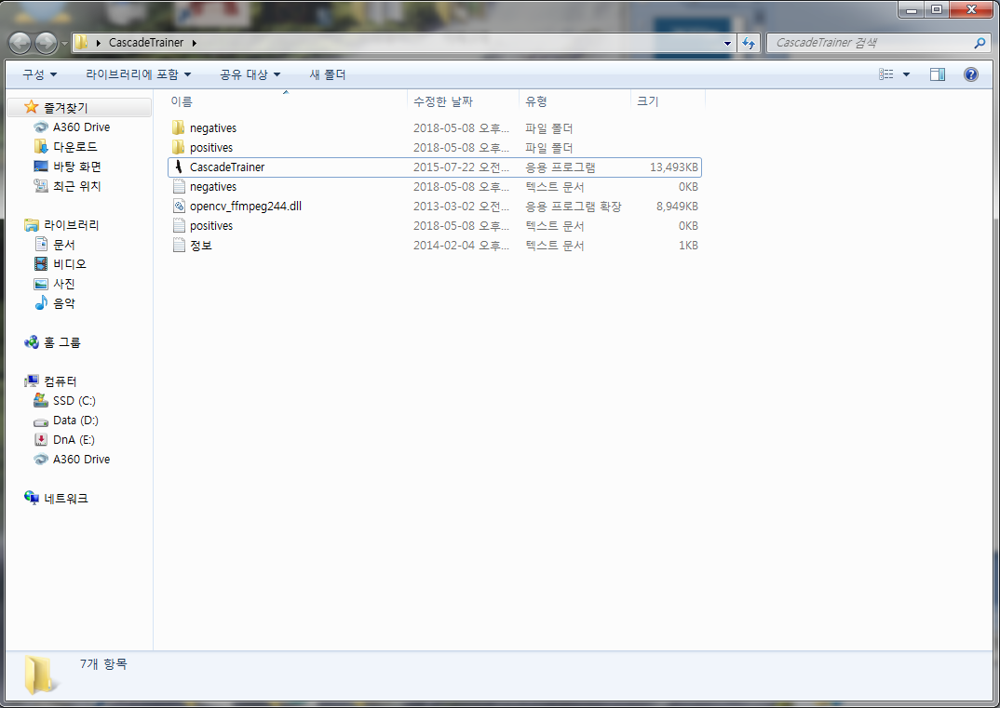 CascadeTrainer
CascadeTrainer 검색
구성 라이브러리에 포함 공유 대상 새 폴더
즐겨찾기
A360 Drive
다운로드
바탕 화면
최근 위치
라이브러리
문서
비디오
사진
음악
홈 그룹
컴퓨터
SSD (C:)
Data (D:)
DnA (E:)
A360 Drive
네트워크
이름 수정한 날짜 유형 크기
negatives 2018-05-08 오후... 파일 폴더
positives 2018-05-08 오후... 파일 폴더
CascadeTrainer 2015-07-22 오전... 응용 프로그램 13,493KB
negatives 2018-05-08 오후... 텍스트 문서 0KB
opencv_ffmpeg244.dll 2013-03-02 오전... 응용 프로그램 확장 8,949KB
positives 2018-05-08 오후... 텍스트 문서 0KB
정보 2014-02-04 오후... 텍스트 문서 1KB
7개 항목